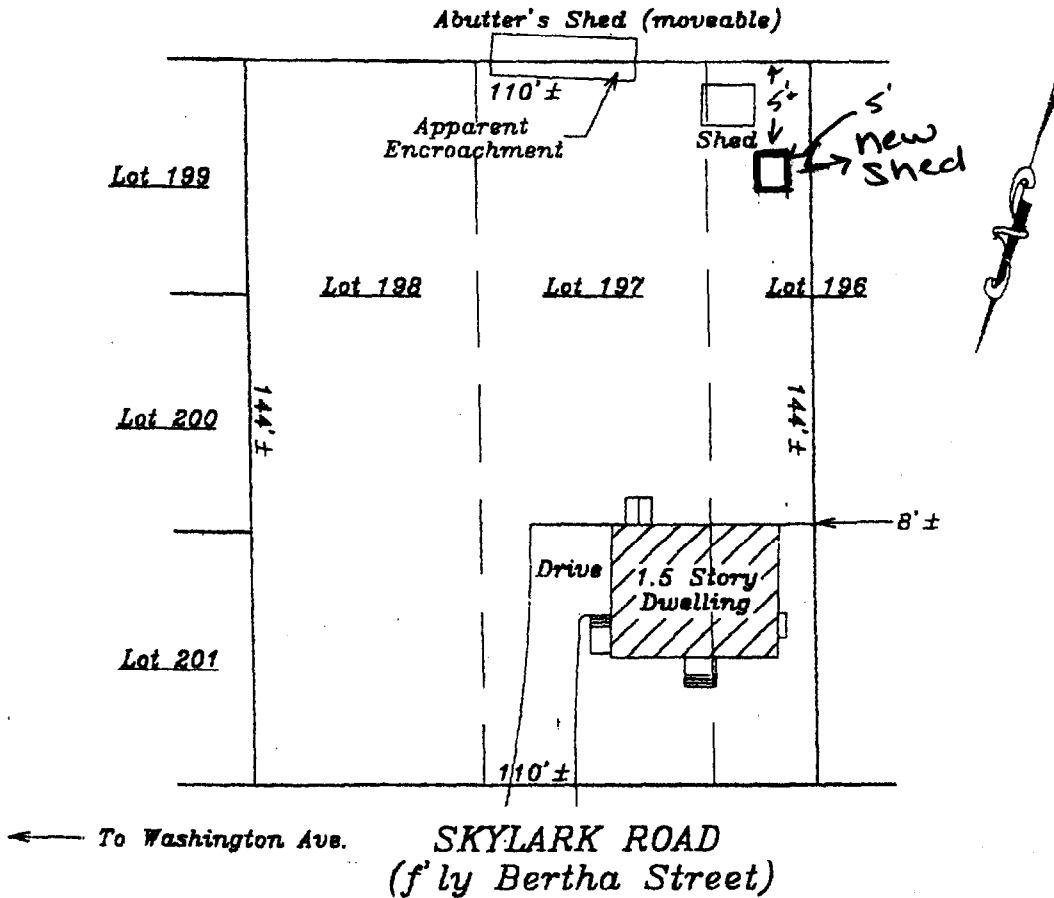 Abutter's Shed (moveable)
110'±
Apparent
Encroachment
Shed
5'+
5'
new
shed
Lot 199
Lot 198
Lot 197
Lot 196
Lot 200
144'±
144'±
8'±
Drive
1.5 Story
Dwelling
Lot 201
110'±
To Washington Ave.
SKYLARK ROAD
(f'ly Bertha Street)